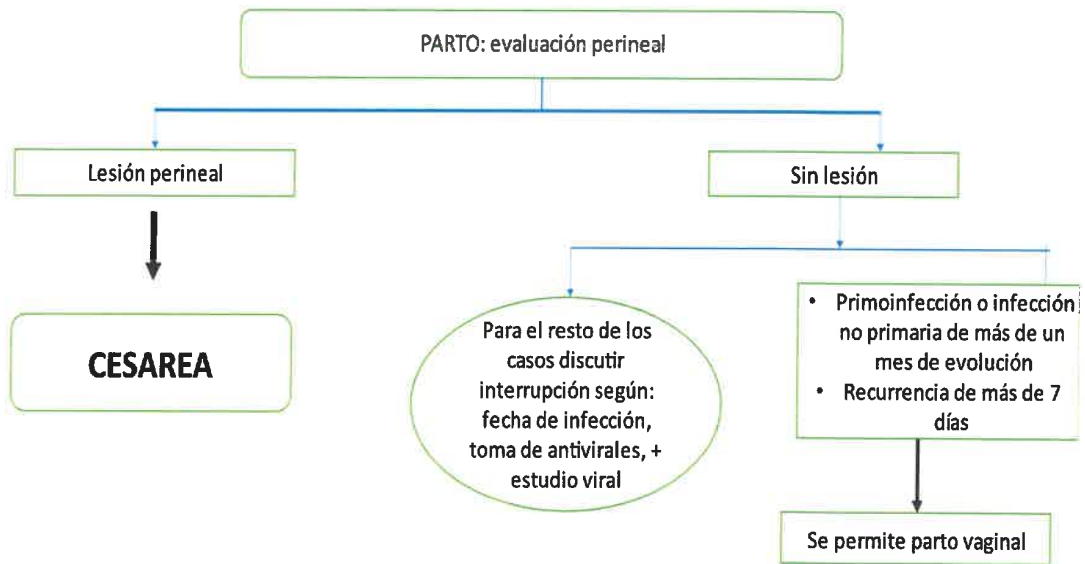 PARTO: evaluación perineal
Lesión perineal
Sin lesión
CESAREA
Para el resto de los
casos discutir
interrupción según:
fecha de infección,
toma de antivirales, +
estudio viral
• Primoinfección o infección
no primaria de más de un
mes de evolución
• Recurrencia de más de 7
días
Se permite parto vaginal